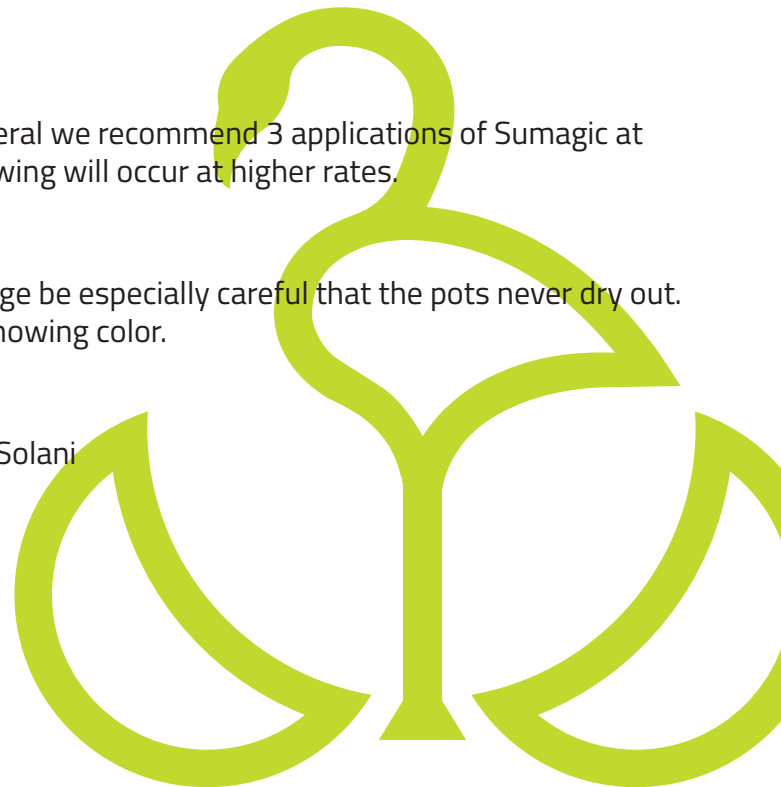 eral we recommend 3 applications of Sumagic at
wing will occur at higher rates.
ge be especially careful that the pots never dry out.
howing color.
Solani